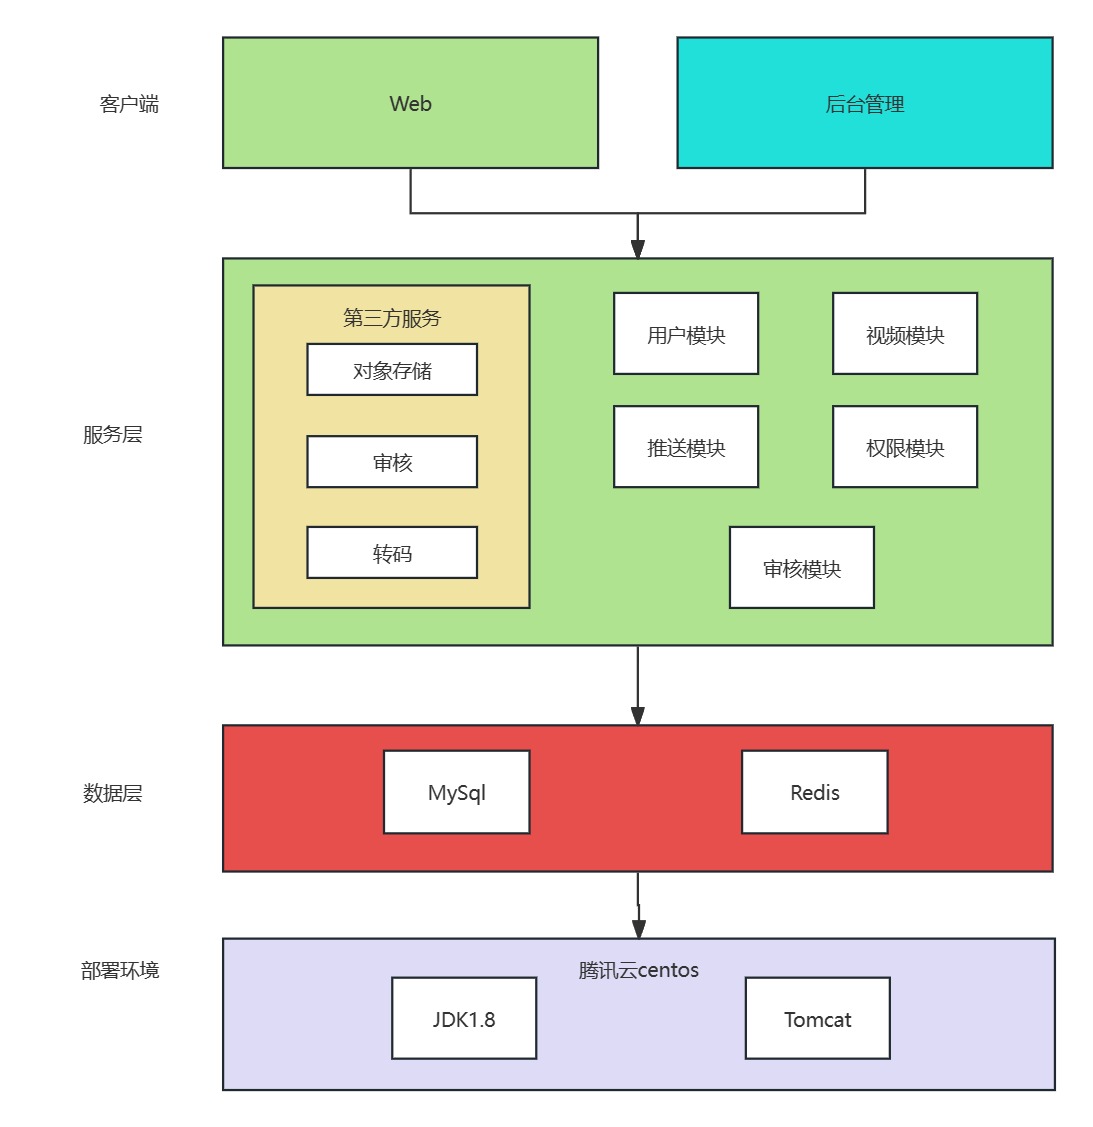 客户端
Web
后台管理
服务层
第三方服务
对象存储
审核
转码
用户模块
视频模块
推送模块
权限模块
审核模块
数据层
MySql
Redis
部署环境
腾讯云centos
JDK1.8
Tomcat